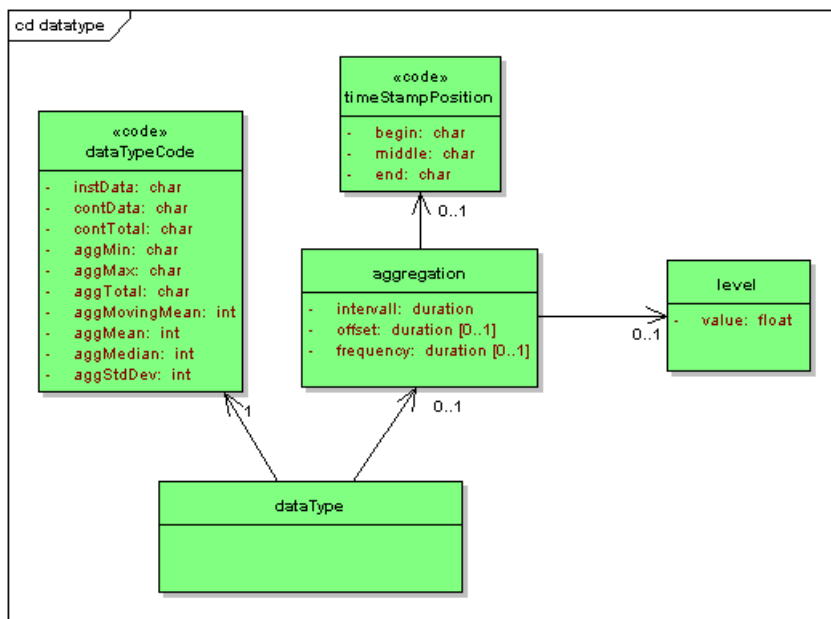 cd datatype
«code»
timeStampPosition
- begin: char
- middle: char
- end: char
0..1
«code»
dataTypeCode
- instData: char
- contData: char
- contTotal: char
- aggMin: char
- aggMax: char
- aggTotal: char
- aggMovingMean: int
- aggMean: int
- aggMedian: int
- aggStdDev: int
1
aggregation
- intervall: duration
- offset: duration [0..1]
- frequency: duration [0..1]
0..1
level
- value: float
0..1
dataType